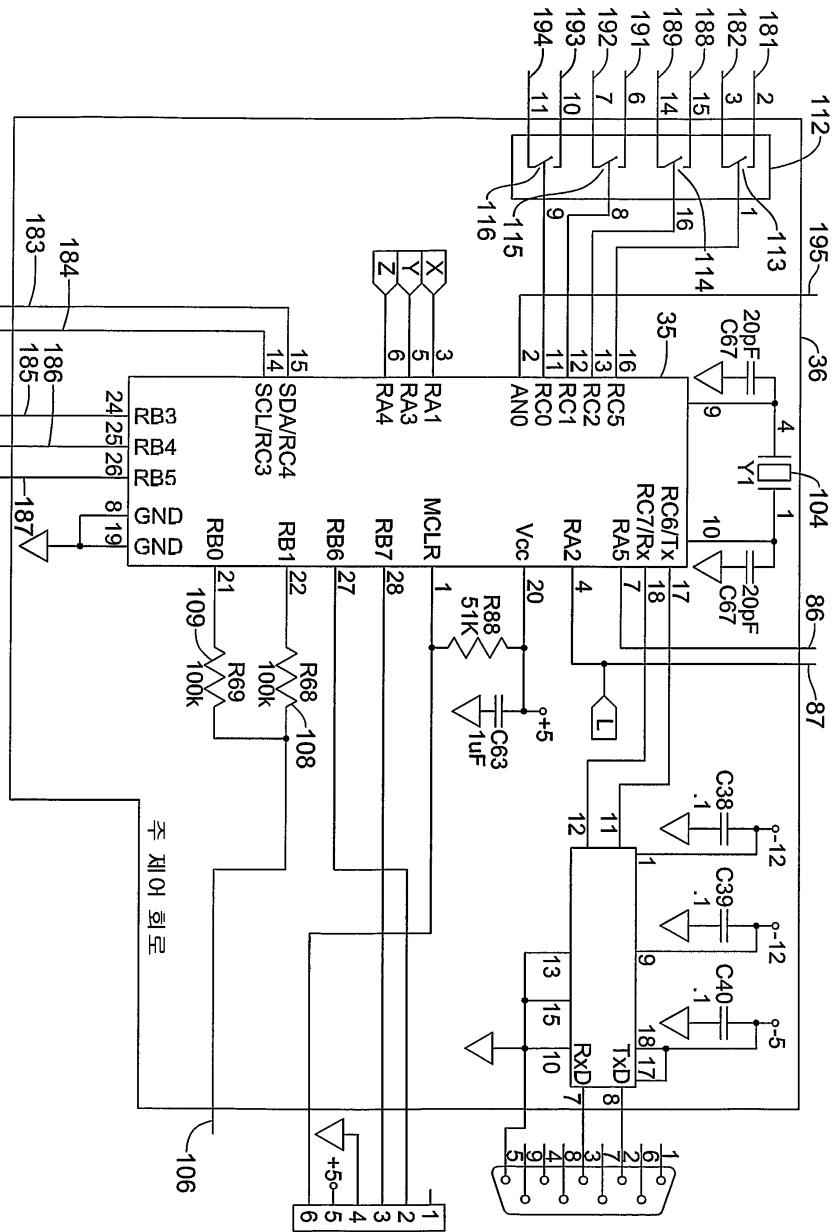 112
181
182
188
189
191
192
193
194
2
3
15
14
6
7
10
11
1
16
8
9
113
114
115
116
195
35
36
20pF
C67
9
4
Y1
1
104
10
20pF
C67
86
87
16 RC5
13 RC2
12 RC1
11 RC0
2 AN0
X
Y
Z
3 RA1
5 RA3
6 RA4
15 SDA/RC4
14 SCL/RC3
183
184
185
186
187
24 RB3
25 RB4
26 RB5
8 GND
19 GND
RC6/Tx 17
RC7/Rx 18
RA5 7
RA2 4
Vcc 20
MCLR 1
RB7 28
RB6 27
RB1 22
RB0 21
L
R88
51K
+5
C63
1uF
R68
100k
108
R69
100k
109
C38
.1
-12
C39
.1
-12
C40
.1
-5
11
12
1
9
18
17
13
15
10
TxD 8
RxD 7
1
6
2
7
3
8
4
9
5
주 제어 회로
106
+5
1
2
3
4
5
6